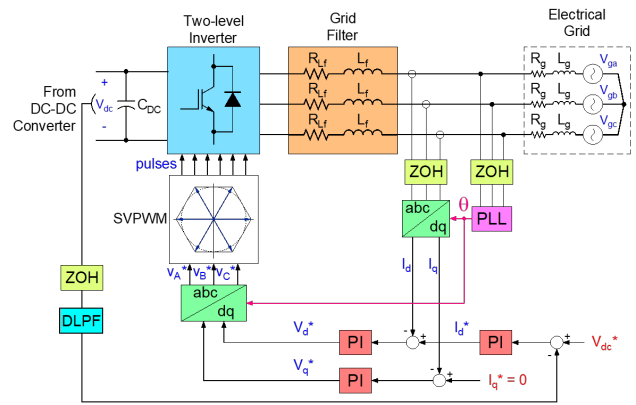 Two-level
Inverter
Grid
Filter
Electrical
Grid
From
DC-DC
Converter
+
V_dc
-
C_DC
R_Lf
L_f
R_Lf
L_f
R_Lf
L_f
R_g
L_g
V_ga
R_g
L_g
V_gb
R_g
L_g
V_gc
pulses
ZOH
ZOH
SVPWM
abc
dq
θ
PLL
v_A*
v_B*
v_C*
I_d
I_q
ZOH
abc
dq
DLPF
V_d*
PI
-
+
I_d*
PI
+
-
V_dc*
V_q*
PI
-
+
I_q* = 0